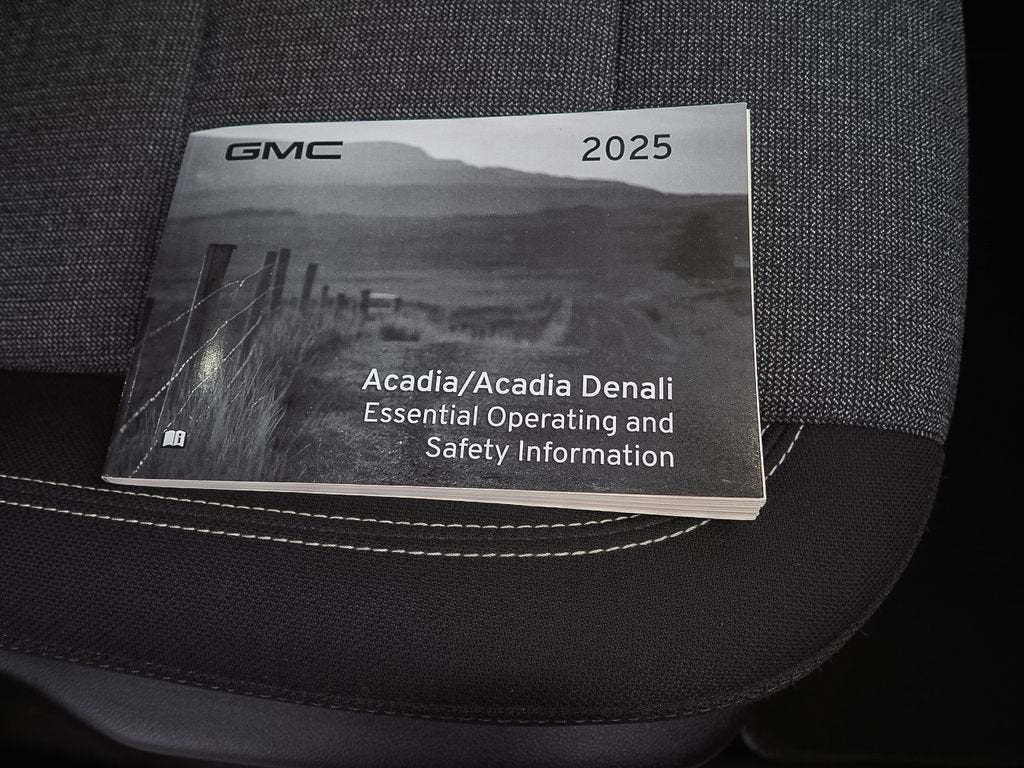 GMC 2025
Acadia/Acadia Denali
Essential Operating and
Safety Information